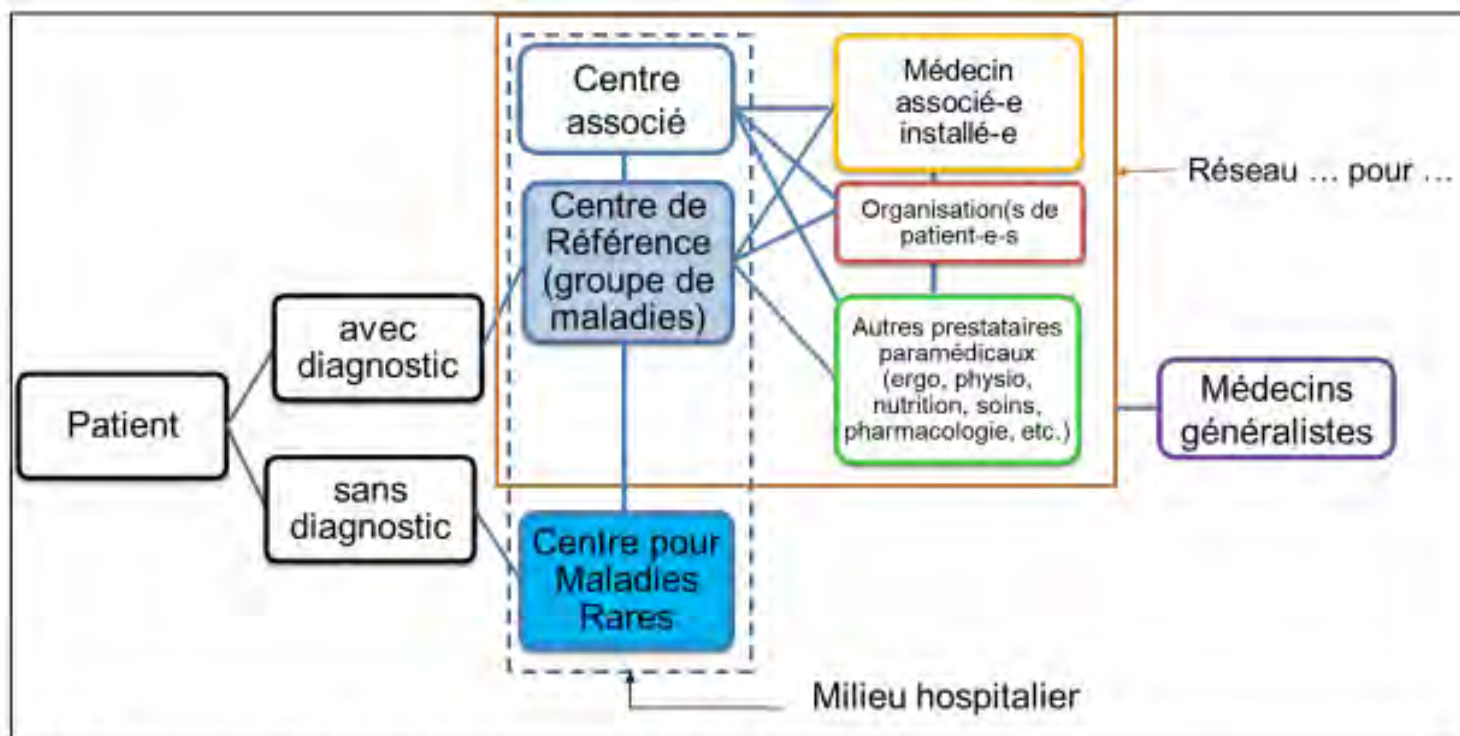 Patient
avec
diagnostic
sans
diagnostic
Centre
associé
Centre de
Référence
(groupe de
maladies)
Centre pour
Maladies
Rares
Médecin
associé-e
installé-e
Organisation(s de
patient-e-s
Autres prestataires
paramédicaux
(ergo, physio,
nutrition, soins,
pharmacologie, etc.)
Réseau … pour …
Médecins
généralistes
Milieu hospitalier